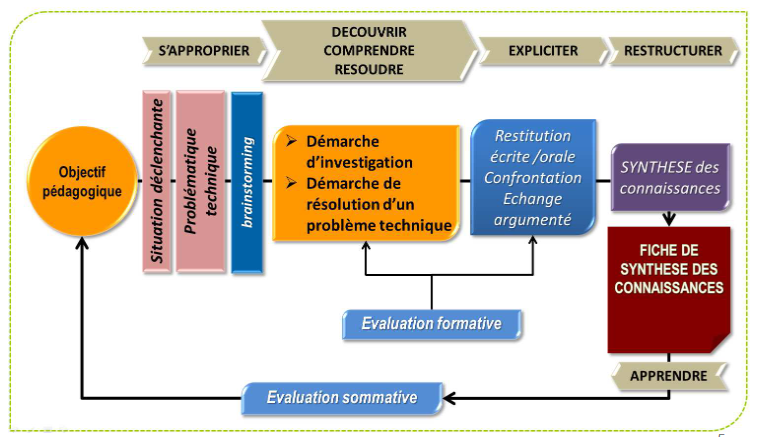 S'APPROPRIER
DECOUVRIR
COMPRENDRE
RESOUDRE
EXPLICITER
RESTRUCTURER
Objectif
pédagogique
Situation déclenchante
Problématique
technique
brainstorming
Démarche
d'investigation
Démarche de
résolution d'un
problème technique
Restitution
écrite /orale
Confrontation
Echange
argumenté
SYNTHESE des
connaissances
FICHE DE
SYNTHESE DES
CONNAISSANCES
Evaluation formative
APPRENDRE
Evaluation sommative